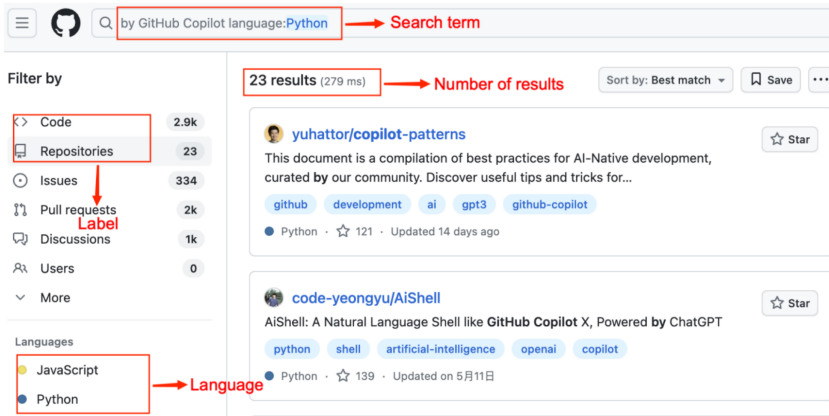 by GitHub Copilot language:Python
Search term
Filter by
23 results (279 ms)
Number of results
Sort by: Best match
Save
Code 2.9k
Repositories 23
Issues 334
Pull requests 2k
Label
Discussions 1k
Users 0
More
Languages
JavaScript
Python
Language
yuhattor/copilot-patterns
Star
This document is a compilation of best practices for AI-Native development,
curated by our community. Discover useful tips and tricks for...
github development ai gpt3 github-copilot
Python · 121 · Updated 14 days ago
code-yeongyu/AiShell
Star
AiShell: A Natural Language Shell like GitHub Copilot X, Powered by ChatGPT
python shell artificial-intelligence openai copilot
Python · 139 · Updated on 5月11日